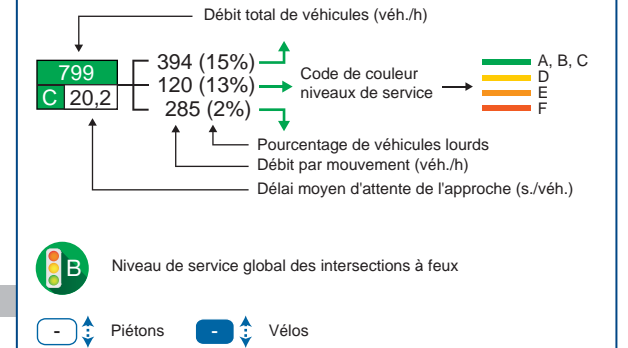 Débit total de véhicules (véh./h)
799
C 20,2
394 (15%)
120 (13%)
285 (2%)
Code de couleur
niveaux de service
A, B, C
D
E
F
Pourcentage de véhicules lourds
Débit par mouvement (véh./h)
Délai moyen d'attente de l'approche (s./véh.)
B
Niveau de service global des intersections à feux
- Piétons
- Vélos